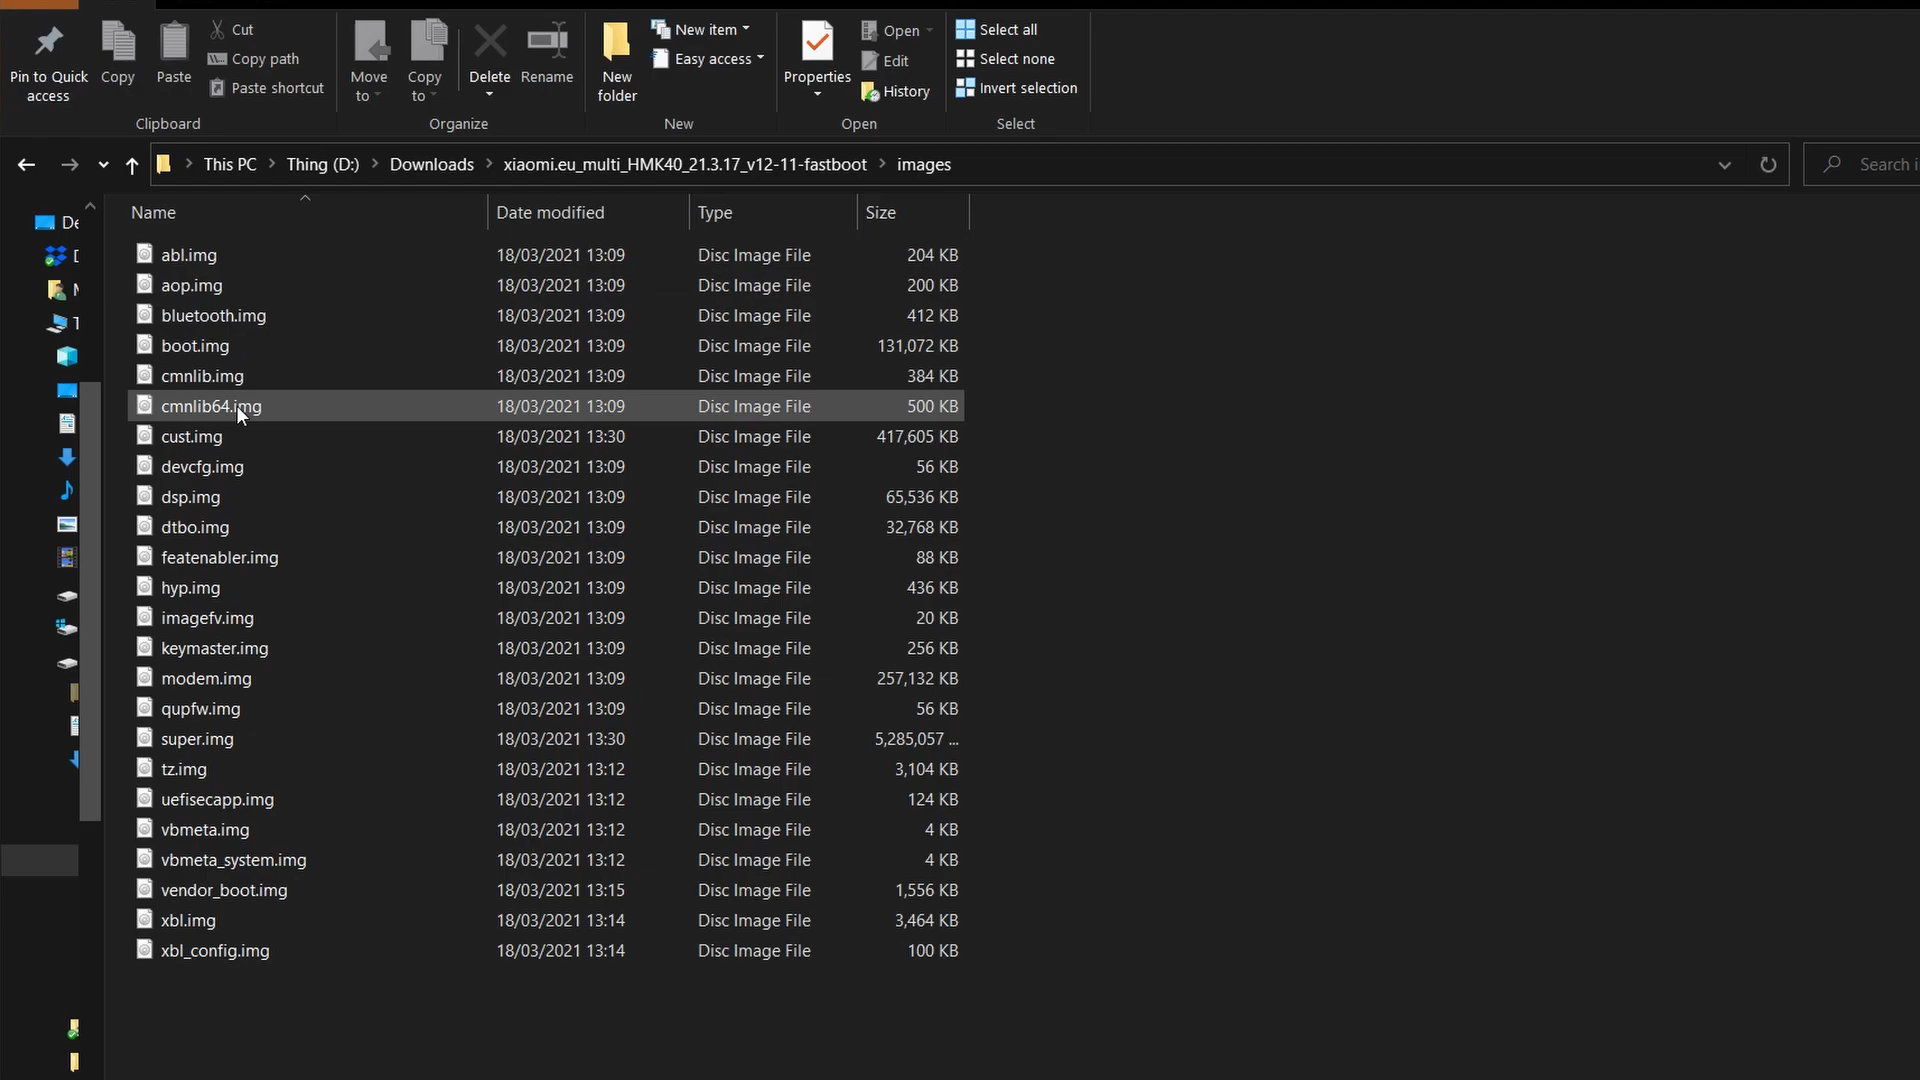 Pin to Quick access
Copy
Paste
Cut
Copy path
Paste shortcut
Clipboard
Move to
Copy to
Delete
Rename
Organize
New folder
New item
Easy access
New
Properties
Open
Edit
History
Open
Select all
Select none
Invert selection
Select
This PC > Thing (D:) > Downloads > xiaomi.eu_multi_HMK40_21.3.17_v12-11-fastboot > images
Search i
Name Date modified Type Size
abl.img 18/03/2021 13:09 Disc Image File 204 KB
aop.img 18/03/2021 13:09 Disc Image File 200 KB
bluetooth.img 18/03/2021 13:09 Disc Image File 412 KB
boot.img 18/03/2021 13:09 Disc Image File 131,072 KB
cmnlib.img 18/03/2021 13:09 Disc Image File 384 KB
cmnlib64.img 18/03/2021 13:09 Disc Image File 500 KB
cust.img 18/03/2021 13:30 Disc Image File 417,605 KB
devcfg.img 18/03/2021 13:09 Disc Image File 56 KB
dsp.img 18/03/2021 13:09 Disc Image File 65,536 KB
dtbo.img 18/03/2021 13:09 Disc Image File 32,768 KB
featenabler.img 18/03/2021 13:09 Disc Image File 88 KB
hyp.img 18/03/2021 13:09 Disc Image File 436 KB
imagefv.img 18/03/2021 13:09 Disc Image File 20 KB
keymaster.img 18/03/2021 13:09 Disc Image File 256 KB
modem.img 18/03/2021 13:09 Disc Image File 257,132 KB
qupfw.img 18/03/2021 13:09 Disc Image File 56 KB
super.img 18/03/2021 13:30 Disc Image File 5,285,057 ...
tz.img 18/03/2021 13:12 Disc Image File 3,104 KB
uefisecapp.img 18/03/2021 13:12 Disc Image File 124 KB
vbmeta.img 18/03/2021 13:12 Disc Image File 4 KB
vbmeta_system.img 18/03/2021 13:12 Disc Image File 4 KB
vendor_boot.img 18/03/2021 13:15 Disc Image File 1,556 KB
xbl.img 18/03/2021 13:14 Disc Image File 3,464 KB
xbl_config.img 18/03/2021 13:14 Disc Image File 100 KB